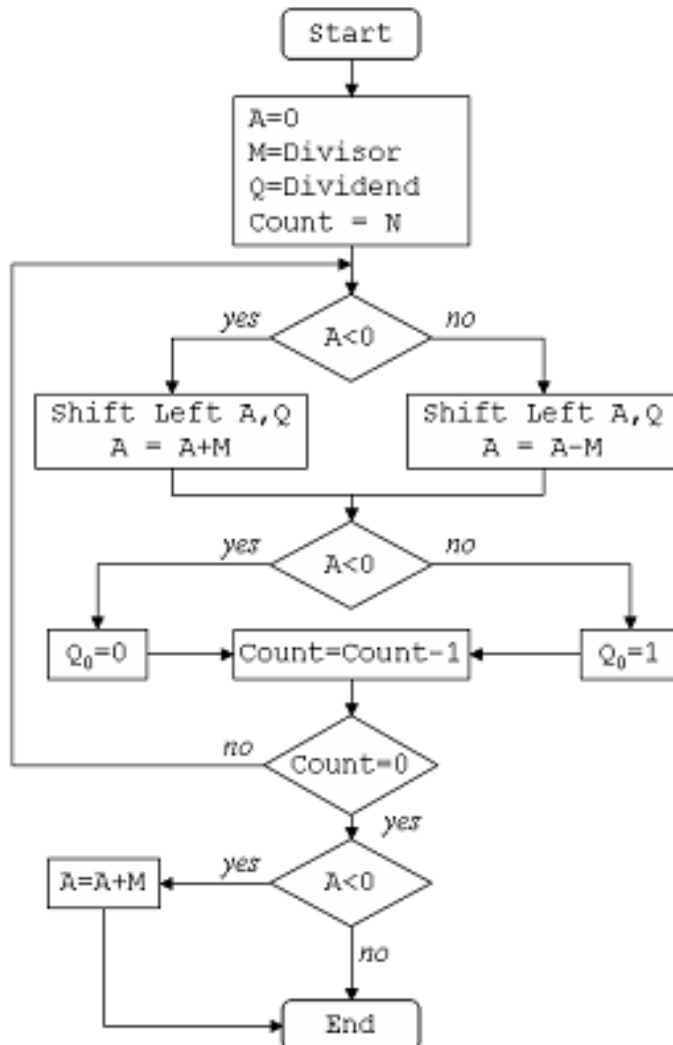 Start
A=0
M=Divisor
Q=Dividend
Count = N
A<0
yes
no
Shift Left A,Q
A = A+M
Shift Left A,Q
A = A-M
A<0
yes
no
Q₀=0
Count=Count-1
Q₀=1
no
Count=0
yes
A=A+M
yes
A<0
no
End